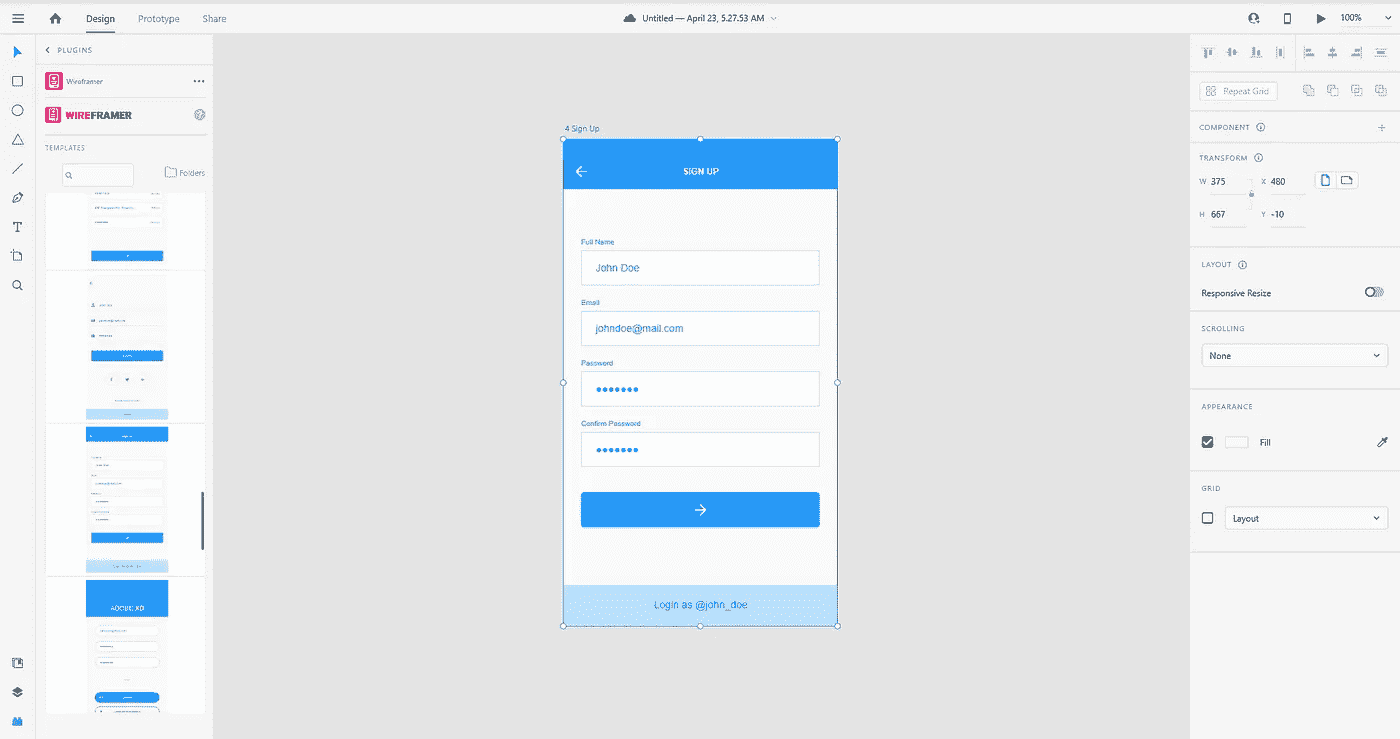 Design Prototype Share
Untitled — April 23, 5.27.53 AM
100%
PLUGINS
Wireframer
WIREFRAMER
TEMPLATES
Folders
ADOBE XD
4 Sign Up
SIGN UP
Full Name
John Doe
Email
johndoe@mail.com
Password
Confirm Password
Login as @john_doe
Repeat Grid
COMPONENT
TRANSFORM
W 375 X 480
H 667 Y -10
LAYOUT
Responsive Resize
SCROLLING
None
APPEARANCE
Fill
GRID
Layout